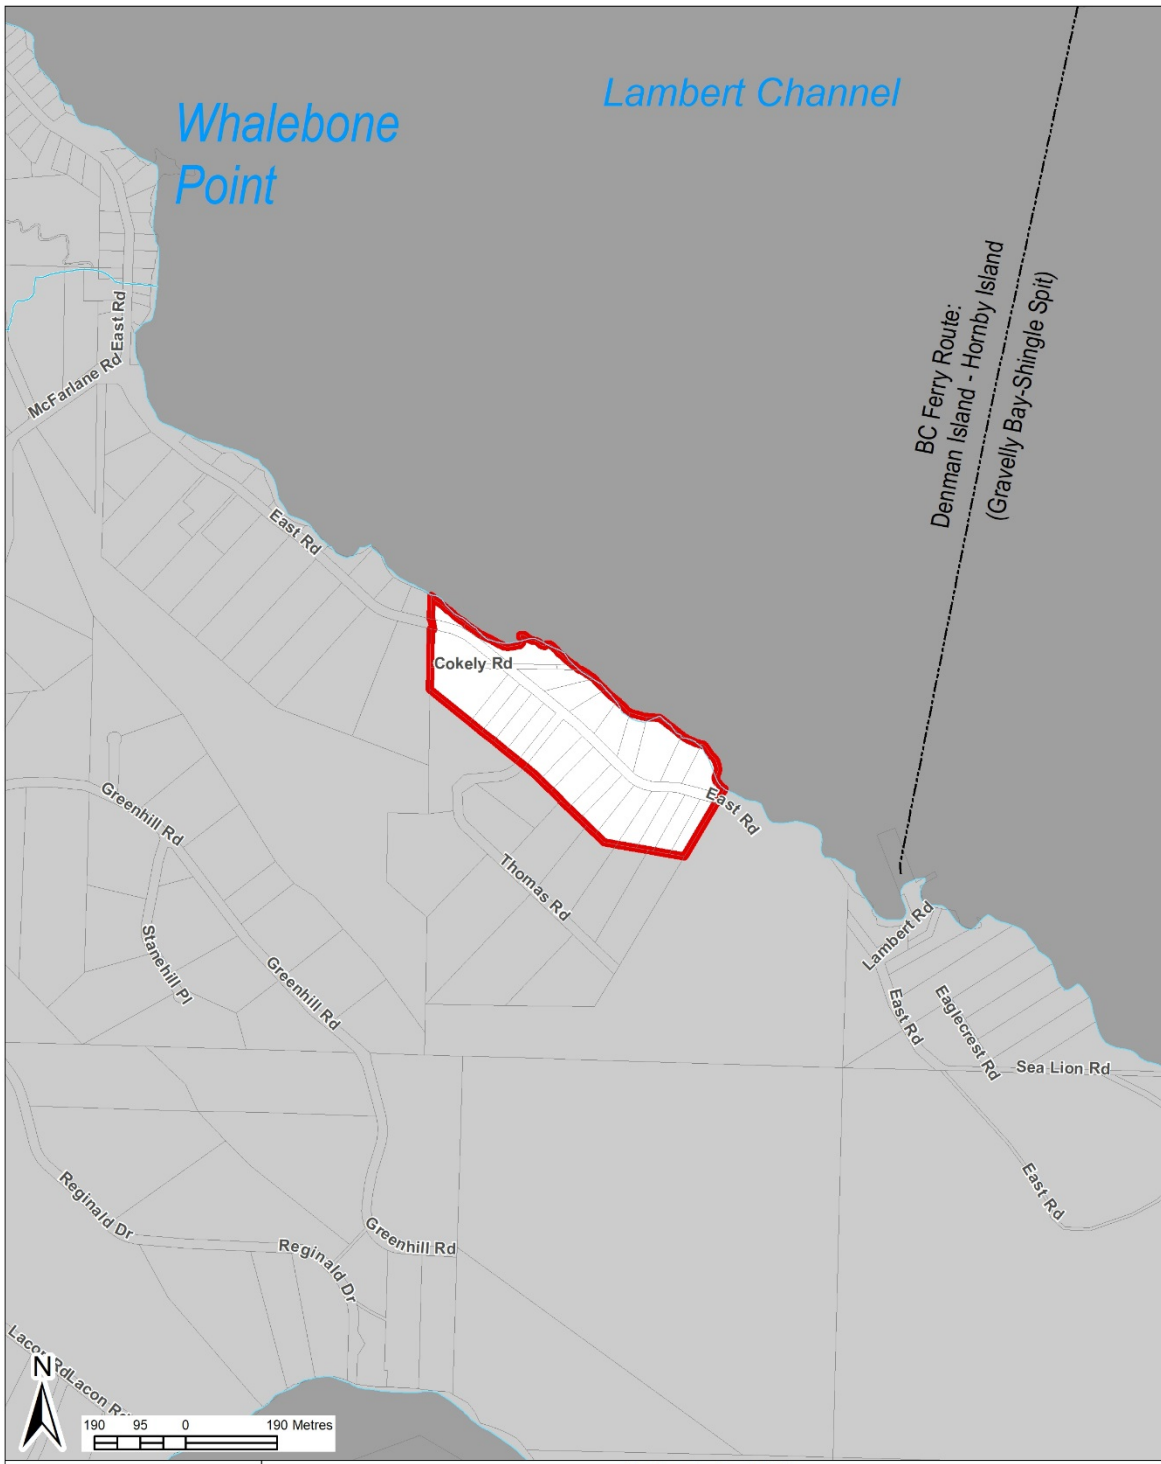 Lambert Channel
Whalebone
Point
BC Ferry Route:
Denman Island - Hornby Island
(Gravelly Bay-Shingle Spit)
East Rd
McFarlane Rd
East Rd
Cokely Rd
East Rd
Greenhill Rd
Thomas Rd
Lambert Rd
Stanehill Pl
Greenhill Rd
East Rd
Eaglecrest Rd
Sea Lion Rd
East Rd
Reginald Dr
Greenhill Rd
Reginald Dr
Lacon Rd
Lacon Rd
N
190 95 0 190 Metres